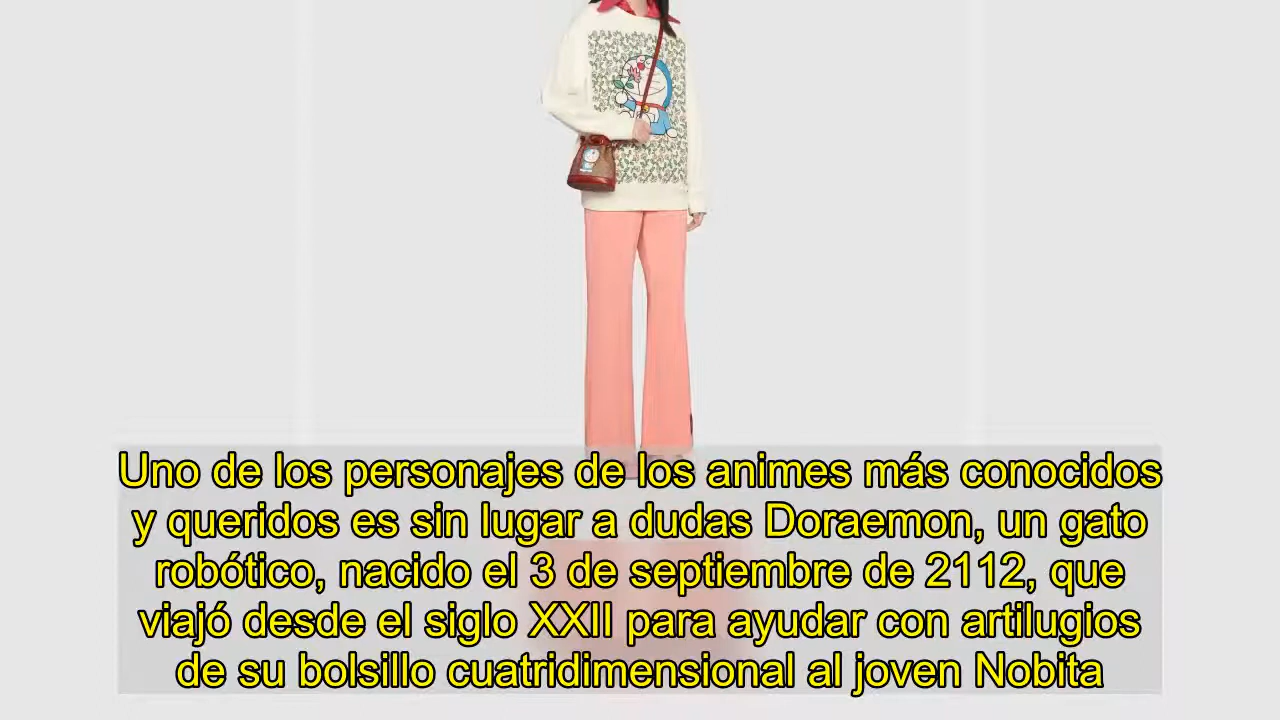 Uno de los personajes de los animes más conocidos
y queridos es sin lugar a dudas Doraemon, un gato
robótico, nacido el 3 de septiembre de 2112, que
viajó desde el siglo XXII para ayudar con artilugios
de su bolsillo cuatridimensional al joven Nobita